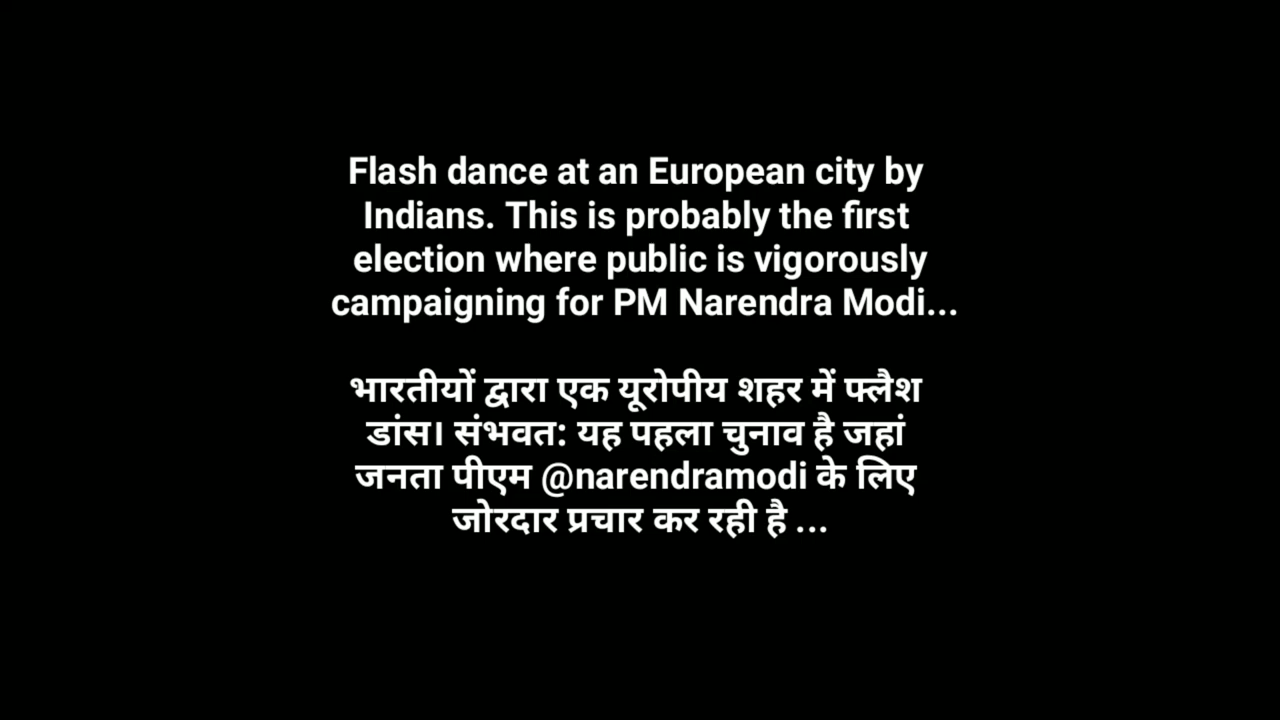 Flash dance at an European city by
Indians. This is probably the first
election where public is vigorously
campaigning for PM Narendra Modi...
भारतीयों द्वारा एक यूरोपीय शहर में फ्लैश
डांस। संभवत: यह पहला चुनाव है जहां
जनता पीएम @narendramodi के लिए
जोरदार प्रचार कर रही है ...